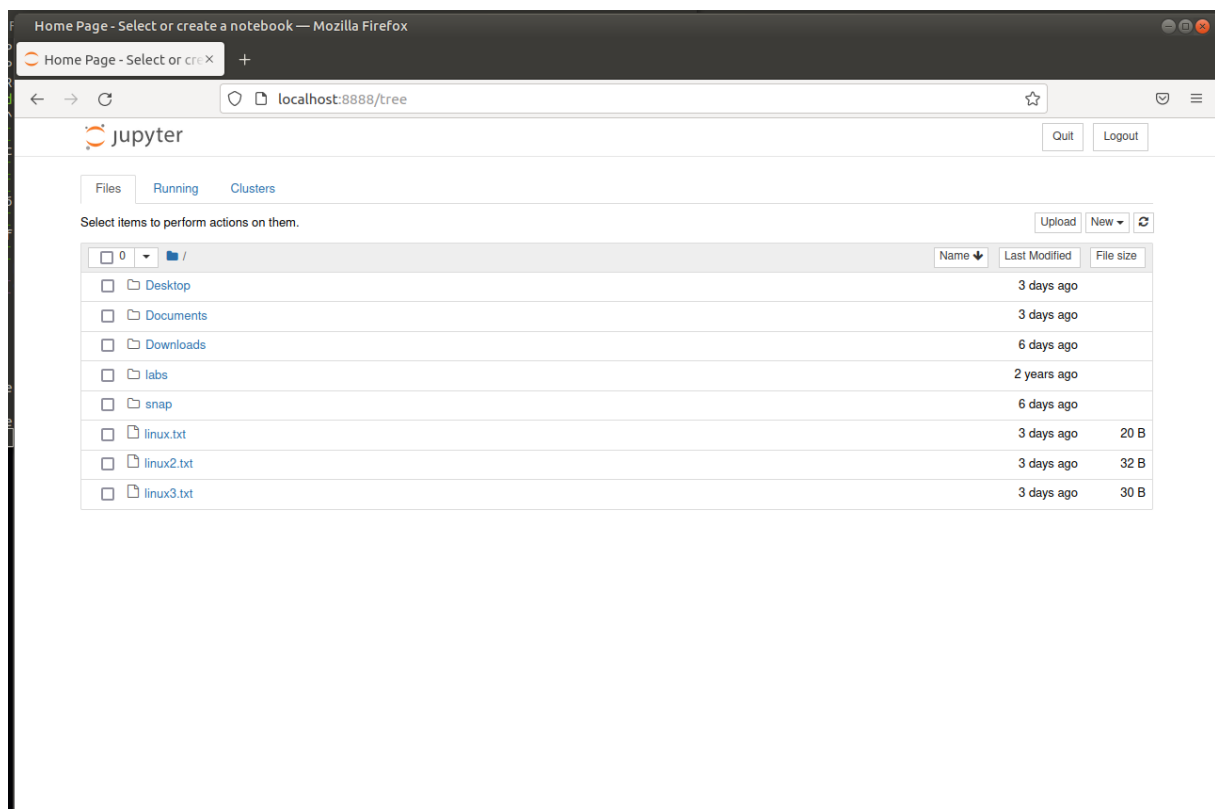 Home Page - Select or create a notebook — Mozilla Firefox
Home Page - Select or cre
localhost:8888/tree
jupyter
Quit Logout
Files Running Clusters
Select items to perform actions on them.
Upload New
0 / Name Last Modified File size
Desktop 3 days ago
Documents 3 days ago
Downloads 6 days ago
labs 2 years ago
snap 6 days ago
linux.txt 3 days ago 20 B
linux2.txt 3 days ago 32 B
linux3.txt 3 days ago 30 B